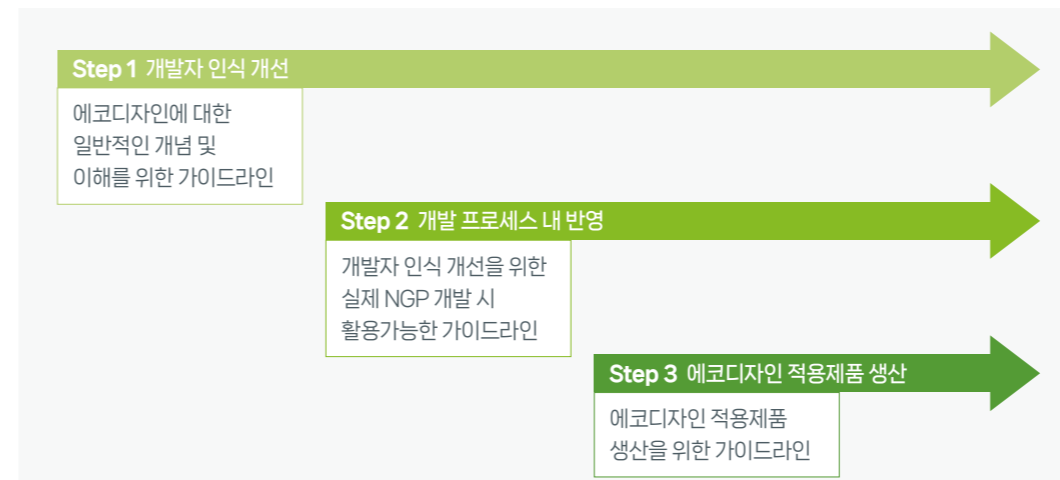 Step 1 개발자 인식 개선
에코디자인에 대한
일반적인 개념 및
이해를 위한 가이드라인
Step 2 개발 프로세스 내 반영
개발자 인식 개선을 위한
실제 NGP 개발 시
활용가능한 가이드라인
Step 3 에코디자인 적용제품 생산
에코디자인 적용제품
생산을 위한 가이드라인